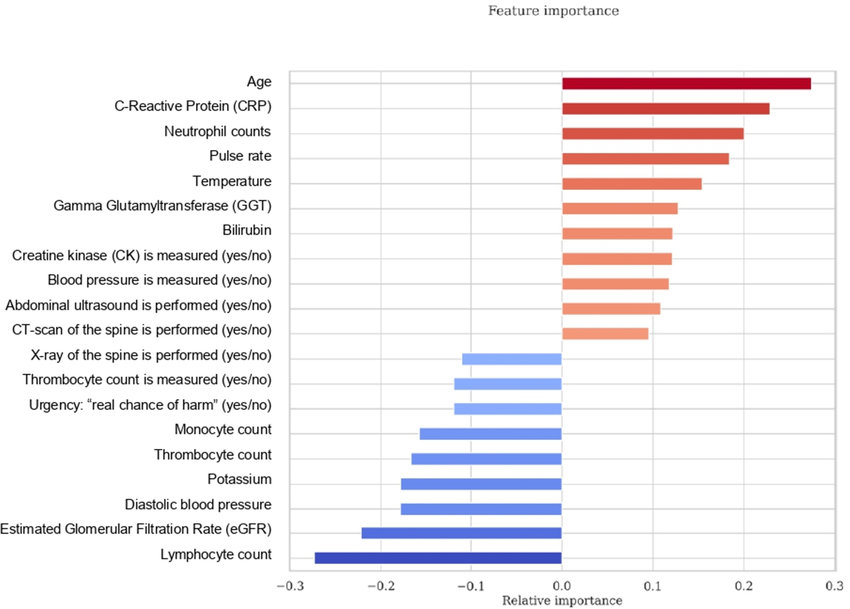 Feature importance
Age
C-Reactive Protein (CRP)
Neutrophil counts
Pulse rate
Temperature
Gamma Glutamyltransferase (GGT)
Bilirubin
Creatine kinase (CK) is measured (yes/no)
Blood pressure is measured (yes/no)
Abdominal ultrasound is performed (yes/no)
CT-scan of the spine is performed (yes/no)
X-ray of the spine is performed (yes/no)
Thrombocyte count is measured (yes/no)
Urgency: “real chance of harm” (yes/no)
Monocyte count
Thrombocyte count
Potassium
Diastolic blood pressure
Estimated Glomerular Filtration Rate (eGFR)
Lymphocyte count
−0.3 −0.2 −0.1 0.0 0.1 0.2 0.3
Relative importance